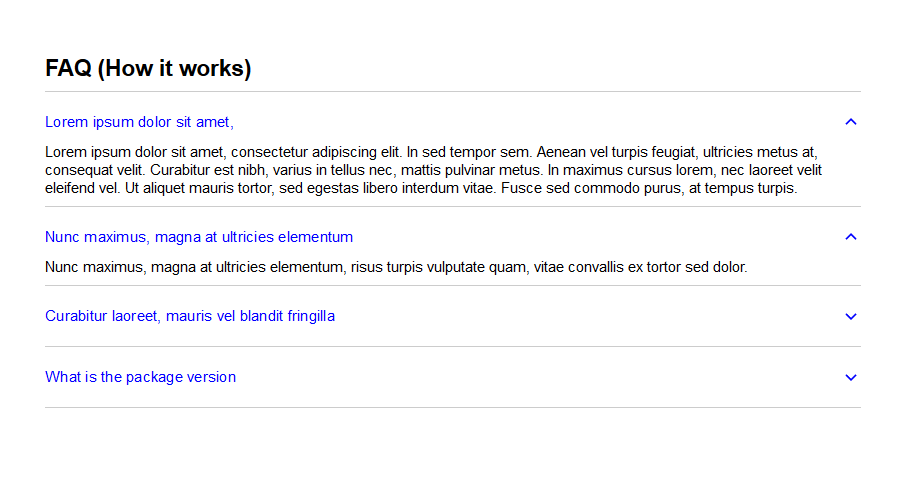 FAQ (How it works)
Lorem ipsum dolor sit amet,
Lorem ipsum dolor sit amet, consectetur adipiscing elit. In sed tempor sem. Aenean vel turpis feugiat, ultricies metus at,
consequat velit. Curabitur est nibh, varius in tellus nec, mattis pulvinar metus. In maximus cursus lorem, nec laoreet velit
eleifend vel. Ut aliquet mauris tortor, sed egestas libero interdum vitae. Fusce sed commodo purus, at tempus turpis.
Nunc maximus, magna at ultricies elementum
Nunc maximus, magna at ultricies elementum, risus turpis vulputate quam, vitae convallis ex tortor sed dolor.
Curabitur laoreet, mauris vel blandit fringilla
What is the package version